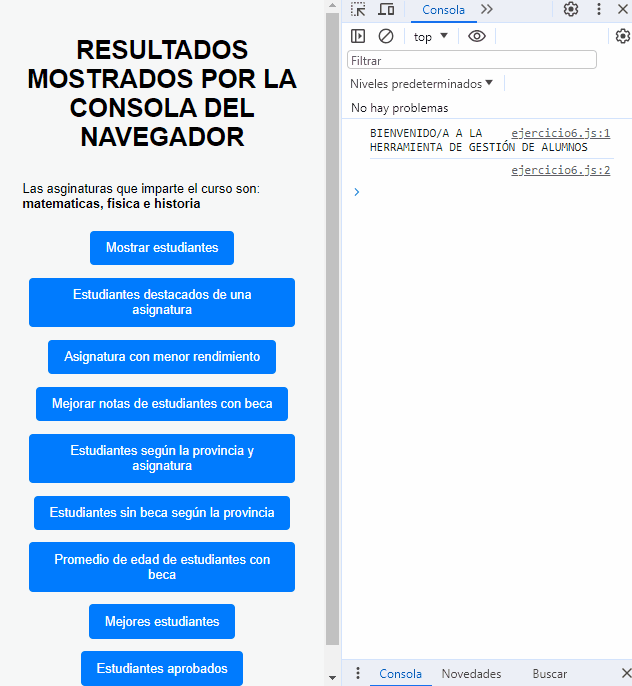 RESULTADOS
MOSTRADOS POR LA
CONSOLA DEL
NAVEGADOR
Las asginaturas que imparte el curso son:
matematicas, fisica e historia
Mostrar estudiantes
Estudiantes destacados de una
asignatura
Asignatura con menor rendimiento
Mejorar notas de estudiantes con beca
Estudiantes según la provincia y
asignatura
Estudiantes sin beca según la provincia
Promedio de edad de estudiantes con
beca
Mejores estudiantes
Estudiantes aprobados
Consola
top
Filtrar
Niveles predeterminados
No hay problemas
BIENVENIDO/A A LA ejercicio6.js:1
HERRAMIENTA DE GESTIÓN DE ALUMNOS
ejercicio6.js:2
Consola Novedades Buscar